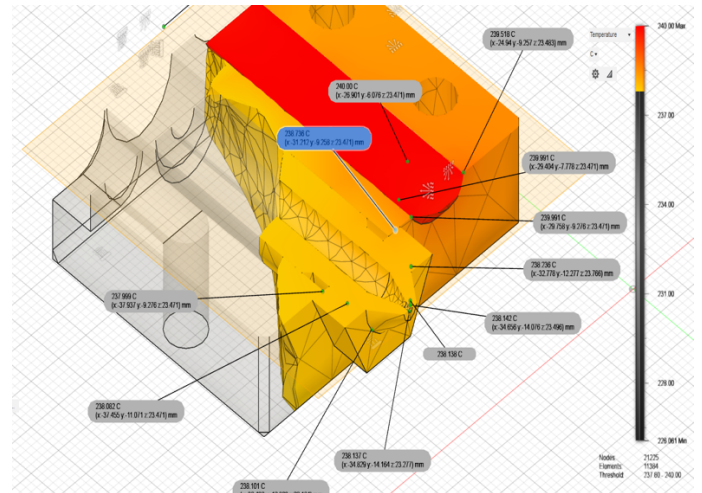 240.00 Max
239.518 C
(x:-24.94 y:-9.257 z:23.483) mm
Temperature
C
240.00 C
(x:-26.901 y:-6.076 z:23.471) mm
237.00
238.736 C
(x:-31.717 y:-9.758 z:23.471) mm
239.991 C
(x:-29.494 y:-7.778 z:23.471) mm
234.00
239.991 C
(x:-29.758 y:-9.276 z:23.471) mm
238.736 C
(x:-32.778 y:-12.277 z:23.766) mm
237.999 C
(x:-37.937 y:-9.276 z:23.471) mm
231.00
238.142 C
(x:-34.656 y:-14.076 z:23.496) mm
238.138 C
228.00
238.082 C
(x:-37.455 y:-11.071 z:23.471) mm
226.061 Min
238.137 C
(x:-34.829 y:-14.164 z:23.277) mm
Nodes: 21225
Elements: 11384
Threshold: 237.60 - 240.00
238.101 C